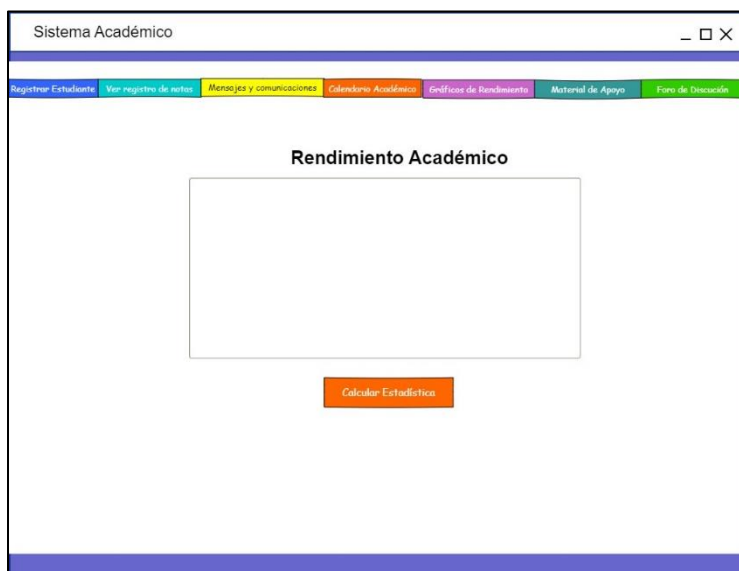 Sistema Académico
Registrar Estudiante Ver registro de notas Mensajes y comunicaciones Calendario Académico Gráficos de Rendimiento Material de Apoyo Foro de Discución
Rendimiento Académico
Calcular Estadística